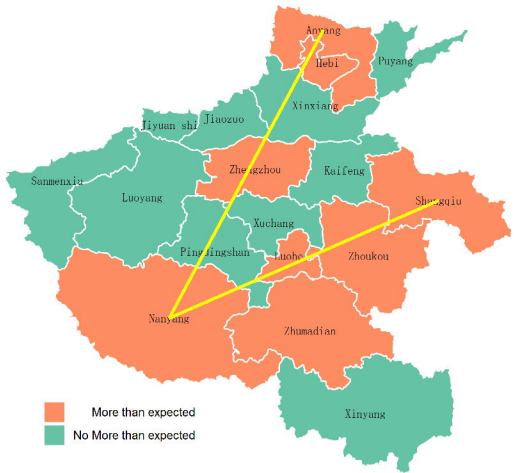 Anyang
Hebi
Puyang
Xinxiang
Jiaozuo
Jiyuan shi
Zhengzhou
Kaifeng
Sanmenxia
Luoyang
Shangqiu
Xuchang
Pingdingshan
Luohe
Zhoukou
Nanyang
Zhumadian
Xinyang
More than expected
No More than expected